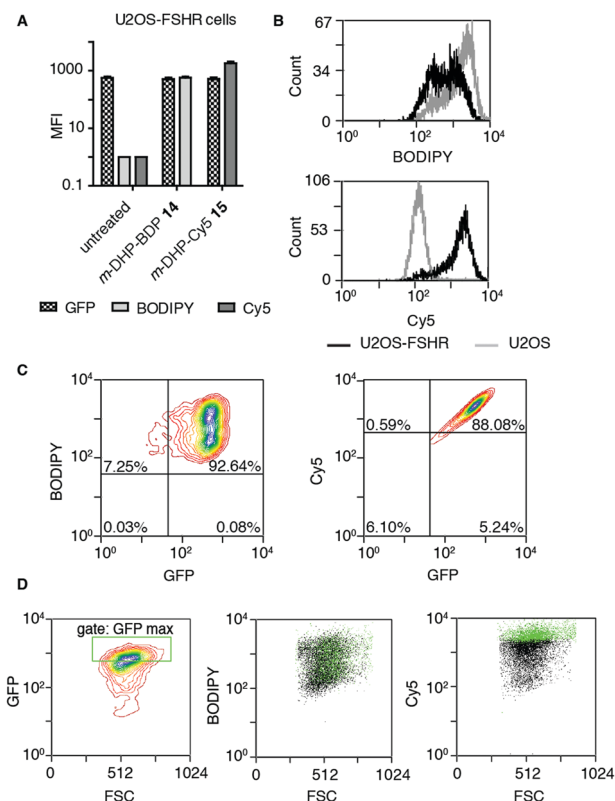 A
U2OS-FSHR cells
1000
10
0.1
MFI
untreated
m-DHP-BDP 14
m-DHP-Cy5 15
GFP BODIPY Cy5
B
67
34
0
Count
10⁰ 10² 10⁴
BODIPY
106
53
0
Count
10⁰ 10² 10⁴
Cy5
U2OS-FSHR U2OS
C
10⁴
10²
10⁰
BODIPY
7.25% 92.64%
0.03% 0.08%
10⁰ 10² 10⁴
GFP
10⁴
10²
10⁰
Cy5
0.59% 88.08%
6.10% 5.24%
10⁰ 10² 10⁴
GFP
D
10⁴
10²
10⁰
GFP
gate: GFP max
0 512 1024
FSC
10⁴
10²
10⁰
BODIPY
0 512 1024
FSC
10⁴
10²
10⁰
Cy5
0 512 1024
FSC